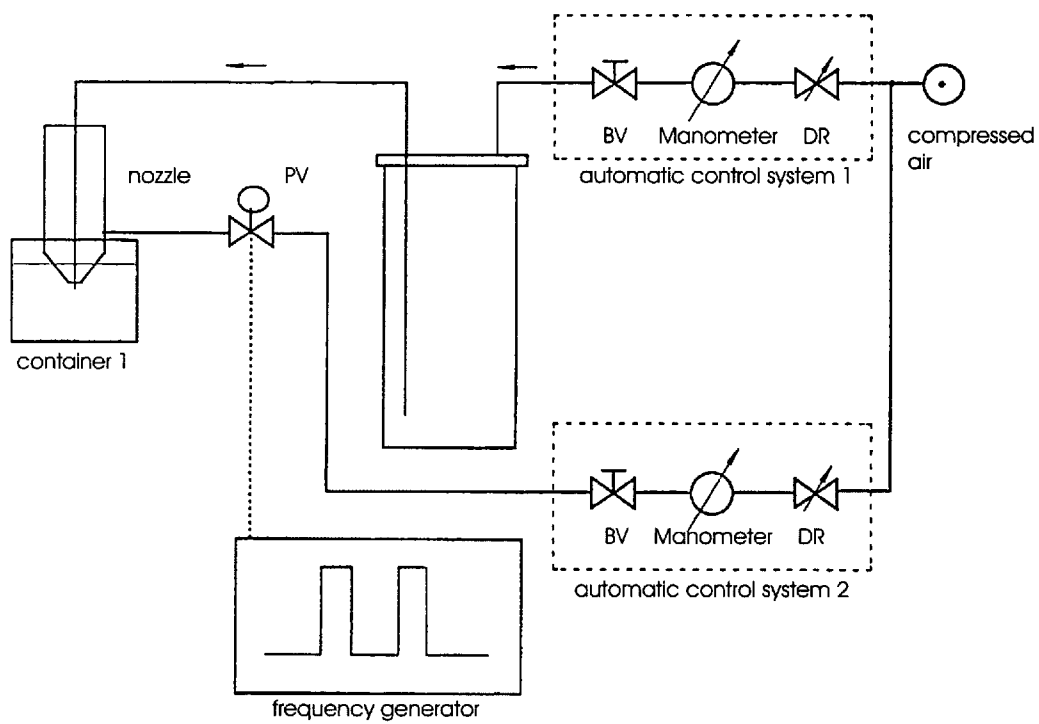 BV Manometer DR
compressed
air
automatic control system 1
nozzle
PV
container 1
BV Manometer DR
automatic control system 2
frequency generator